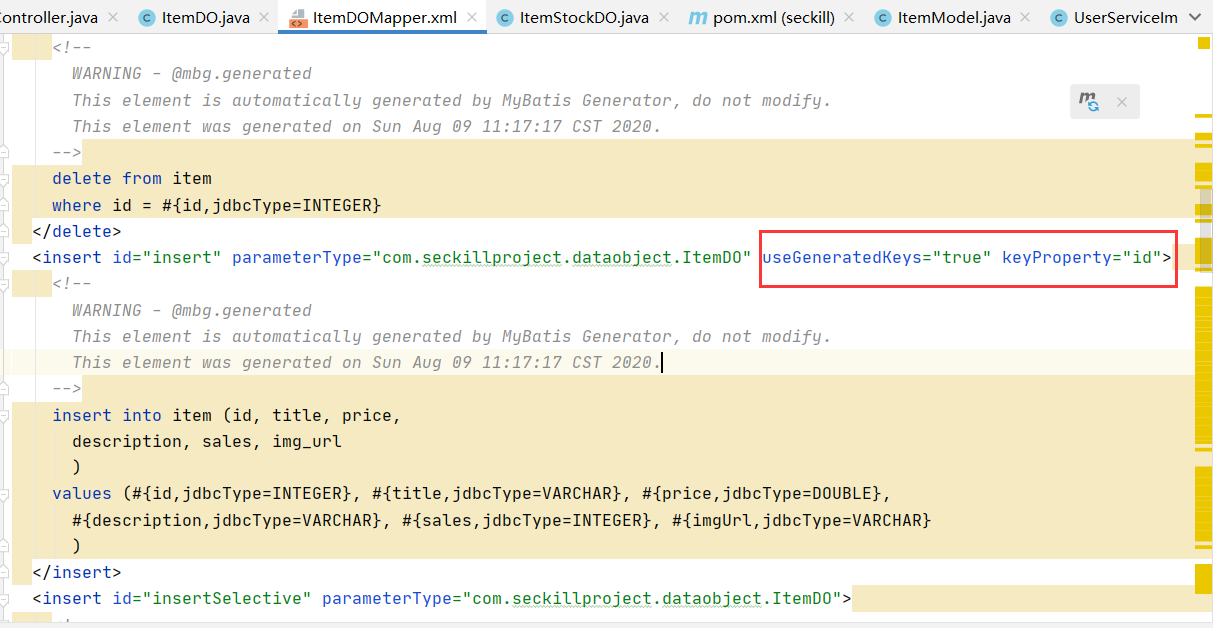 Controller.java ItemDO.java ItemDOMapper.xml ItemStockDO.java pom.xml (seckill) ItemModel.java UserServiceIm
<!--
WARNING - @mbg.generated
This element is automatically generated by MyBatis Generator, do not modify.
This element was generated on Sun Aug 09 11:17:17 CST 2020.
-->
delete from item
where id = #{id,jdbcType=INTEGER}
</delete>
<insert id="insert" parameterType="com.seckillproject.dataobject.ItemDO" useGeneratedKeys="true" keyProperty="id">
<!--
WARNING - @mbg.generated
This element is automatically generated by MyBatis Generator, do not modify.
This element was generated on Sun Aug 09 11:17:17 CST 2020.
-->
insert into item (id, title, price,
description, sales, img_url
)
values (#{id,jdbcType=INTEGER}, #{title,jdbcType=VARCHAR}, #{price,jdbcType=DOUBLE},
#{description,jdbcType=VARCHAR}, #{sales,jdbcType=INTEGER}, #{imgUrl,jdbcType=VARCHAR}
)
</insert>
<insert id="insertSelective" parameterType="com.seckillproject.dataobject.ItemDO">